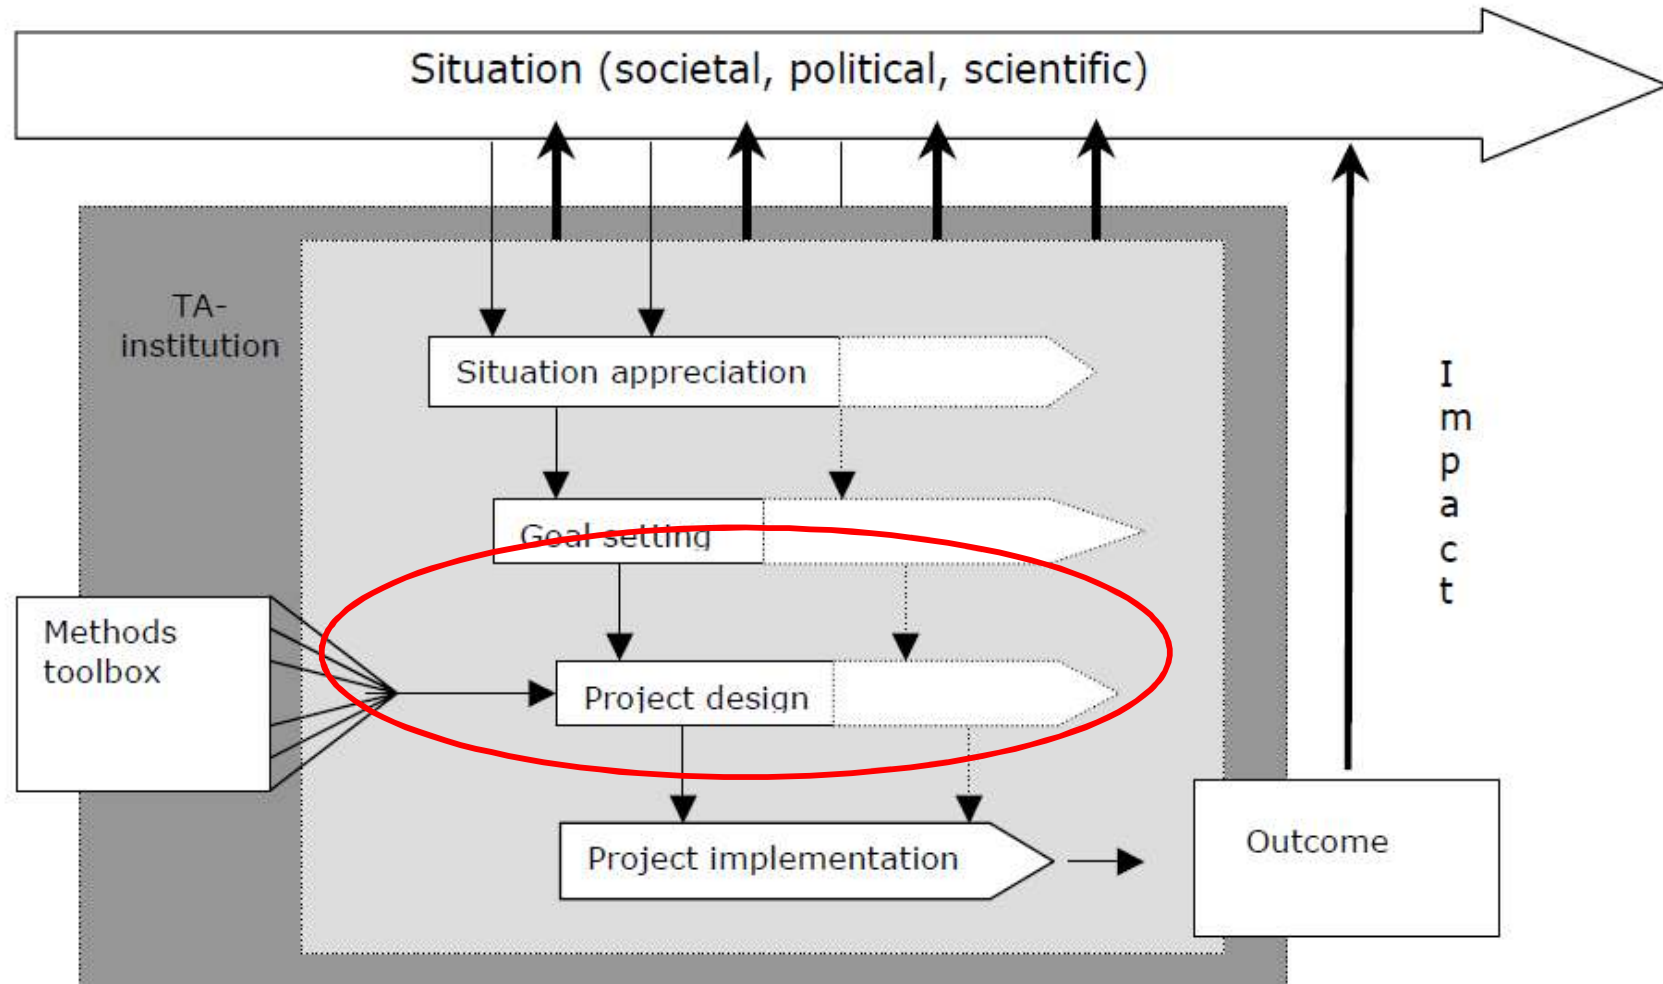 Situation (societal, political, scientific)
TA-
institution
Situation appreciation
I
m
p
a
c
t
Goal setting
Methods
toolbox
Project design
Project implementation
Outcome